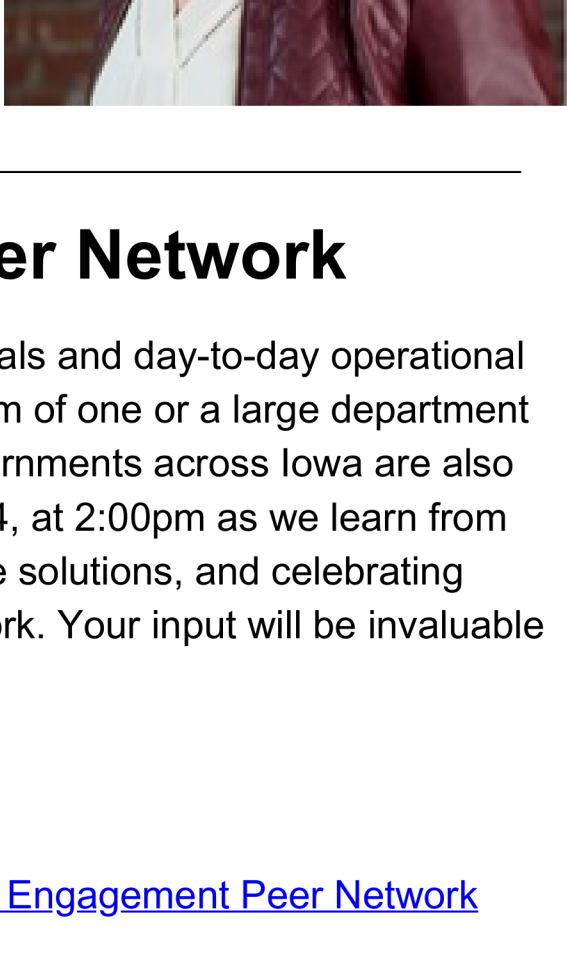 er Network
als and day-to-day operational
m of one or a large department
rnments across Iowa are also
4, at 2:00pm as we learn from
e solutions, and celebrating
ork. Your input will be invaluable
Engagement Peer Network